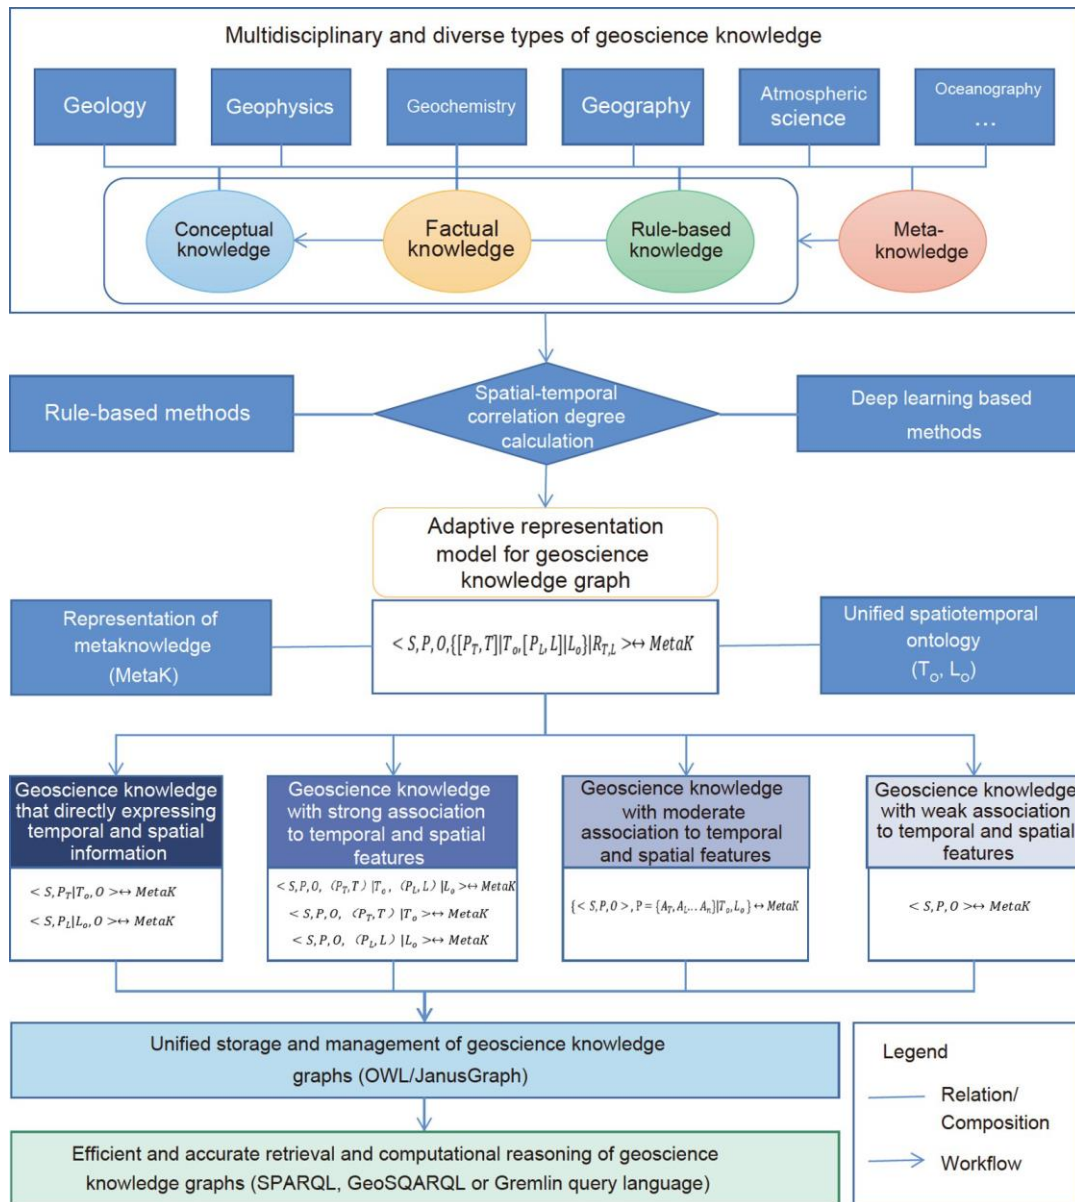 Multidisciplinary and diverse types of geoscience knowledge
Geology
Geophysics
Geochemistry
Geography
Atmospheric
science
Oceanography
...
Conceptual
knowledge
Factual
knowledge
Rule-based
knowledge
Meta-
knowledge
Rule-based methods
Spatial-temporal
correlation degree
calculation
Deep learning based
methods
Adaptive representation
model for geoscience
knowledge graph
Representation of
metaknowledge
(MetaK)
< S, P, O, {[P_T, T]|T_o, [P_L, L]|L_o}|R_{T,L} >↔ MetaK
Unified spatiotemporal
ontology
(T_O, L_O)
Geoscience knowledge
that directly expressing
temporal and spatial
information
< S, P_T|T_o, O >↔ MetaK
< S, P_L|L_o, O >↔ MetaK
Geoscience knowledge
with strong association
to temporal and spatial
features
< S, P, O, (P_T, T) |T_o, (P_L, L) |L_o >↔ MetaK
< S, P, O, (P_T, T) |T_o >↔ MetaK
< S, P, O, (P_L, L) |L_o >↔ MetaK
Geoscience knowledge
with moderate
association to temporal
and spatial features
{< S, P, O >, P = {A_T, A_L … A_n}|T_o, L_o} ↔ MetaK
Geoscience knowledge
with weak association
to temporal and spatial
features
< S, P, O >↔ MetaK
Unified storage and management of geoscience knowledge
graphs (OWL/JanusGraph)
Efficient and accurate retrieval and computational reasoning of geoscience
knowledge graphs (SPARQL, GeoSQARQL or Gremlin query language)
Legend
Relation/
Composition
Workflow